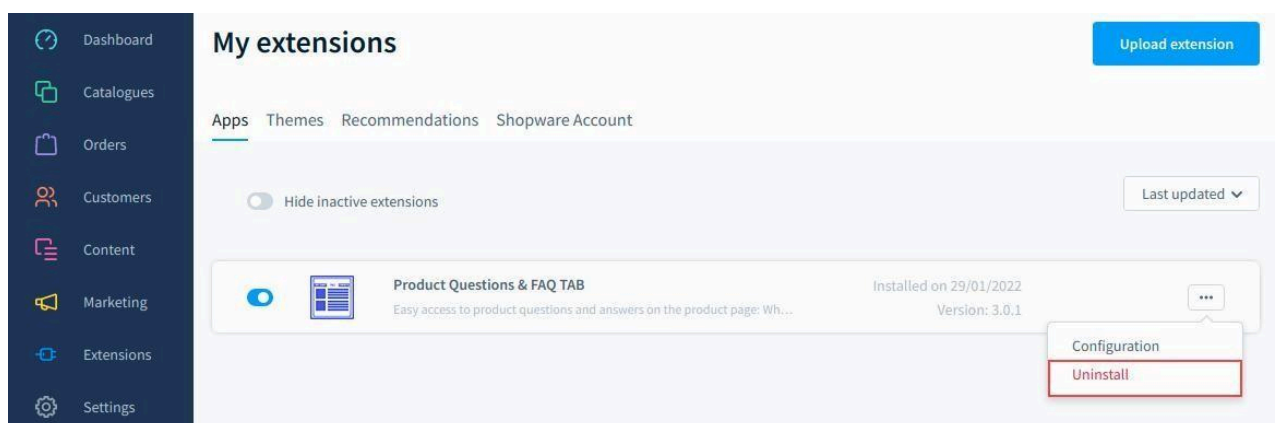 Dashboard
Catalogues
Orders
Customers
Content
Marketing
Extensions
Settings
My extensions
Upload extension
Apps Themes Recommendations Shopware Account
Hide inactive extensions
Last updated
Product Questions & FAQ TAB
Easy access to product questions and answers on the product page: Wh...
Installed on 29/01/2022
Version: 3.0.1
Configuration
Uninstall